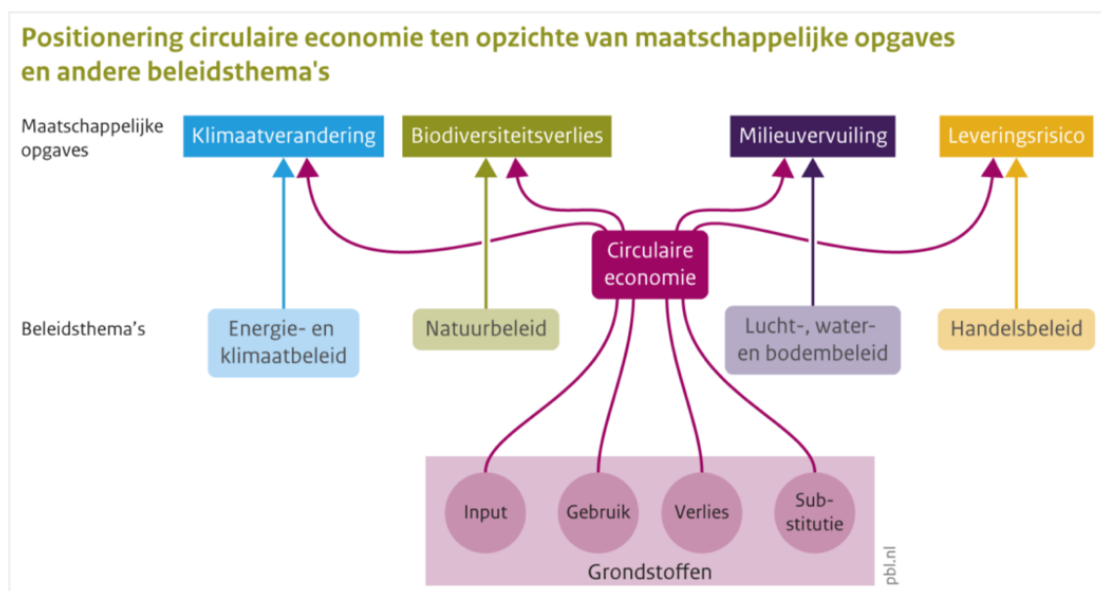 Positionering circulaire economie ten opzichte van maatschappelijke opgaves
en andere beleidsthema's
Maatschappelijke
opgaves
Klimaatverandering
Biodiversiteitsverlies
Milieuvervuiling
Leveringsrisico
Circulaire
economie
Beleidsthema's
Energie- en
klimaatbeleid
Natuurbeleid
Lucht-, water-
en bodembeleid
Handelsbeleid
Input
Gebruik
Verlies
Sub-
stitutie
Grondstoffen
pbl.nl